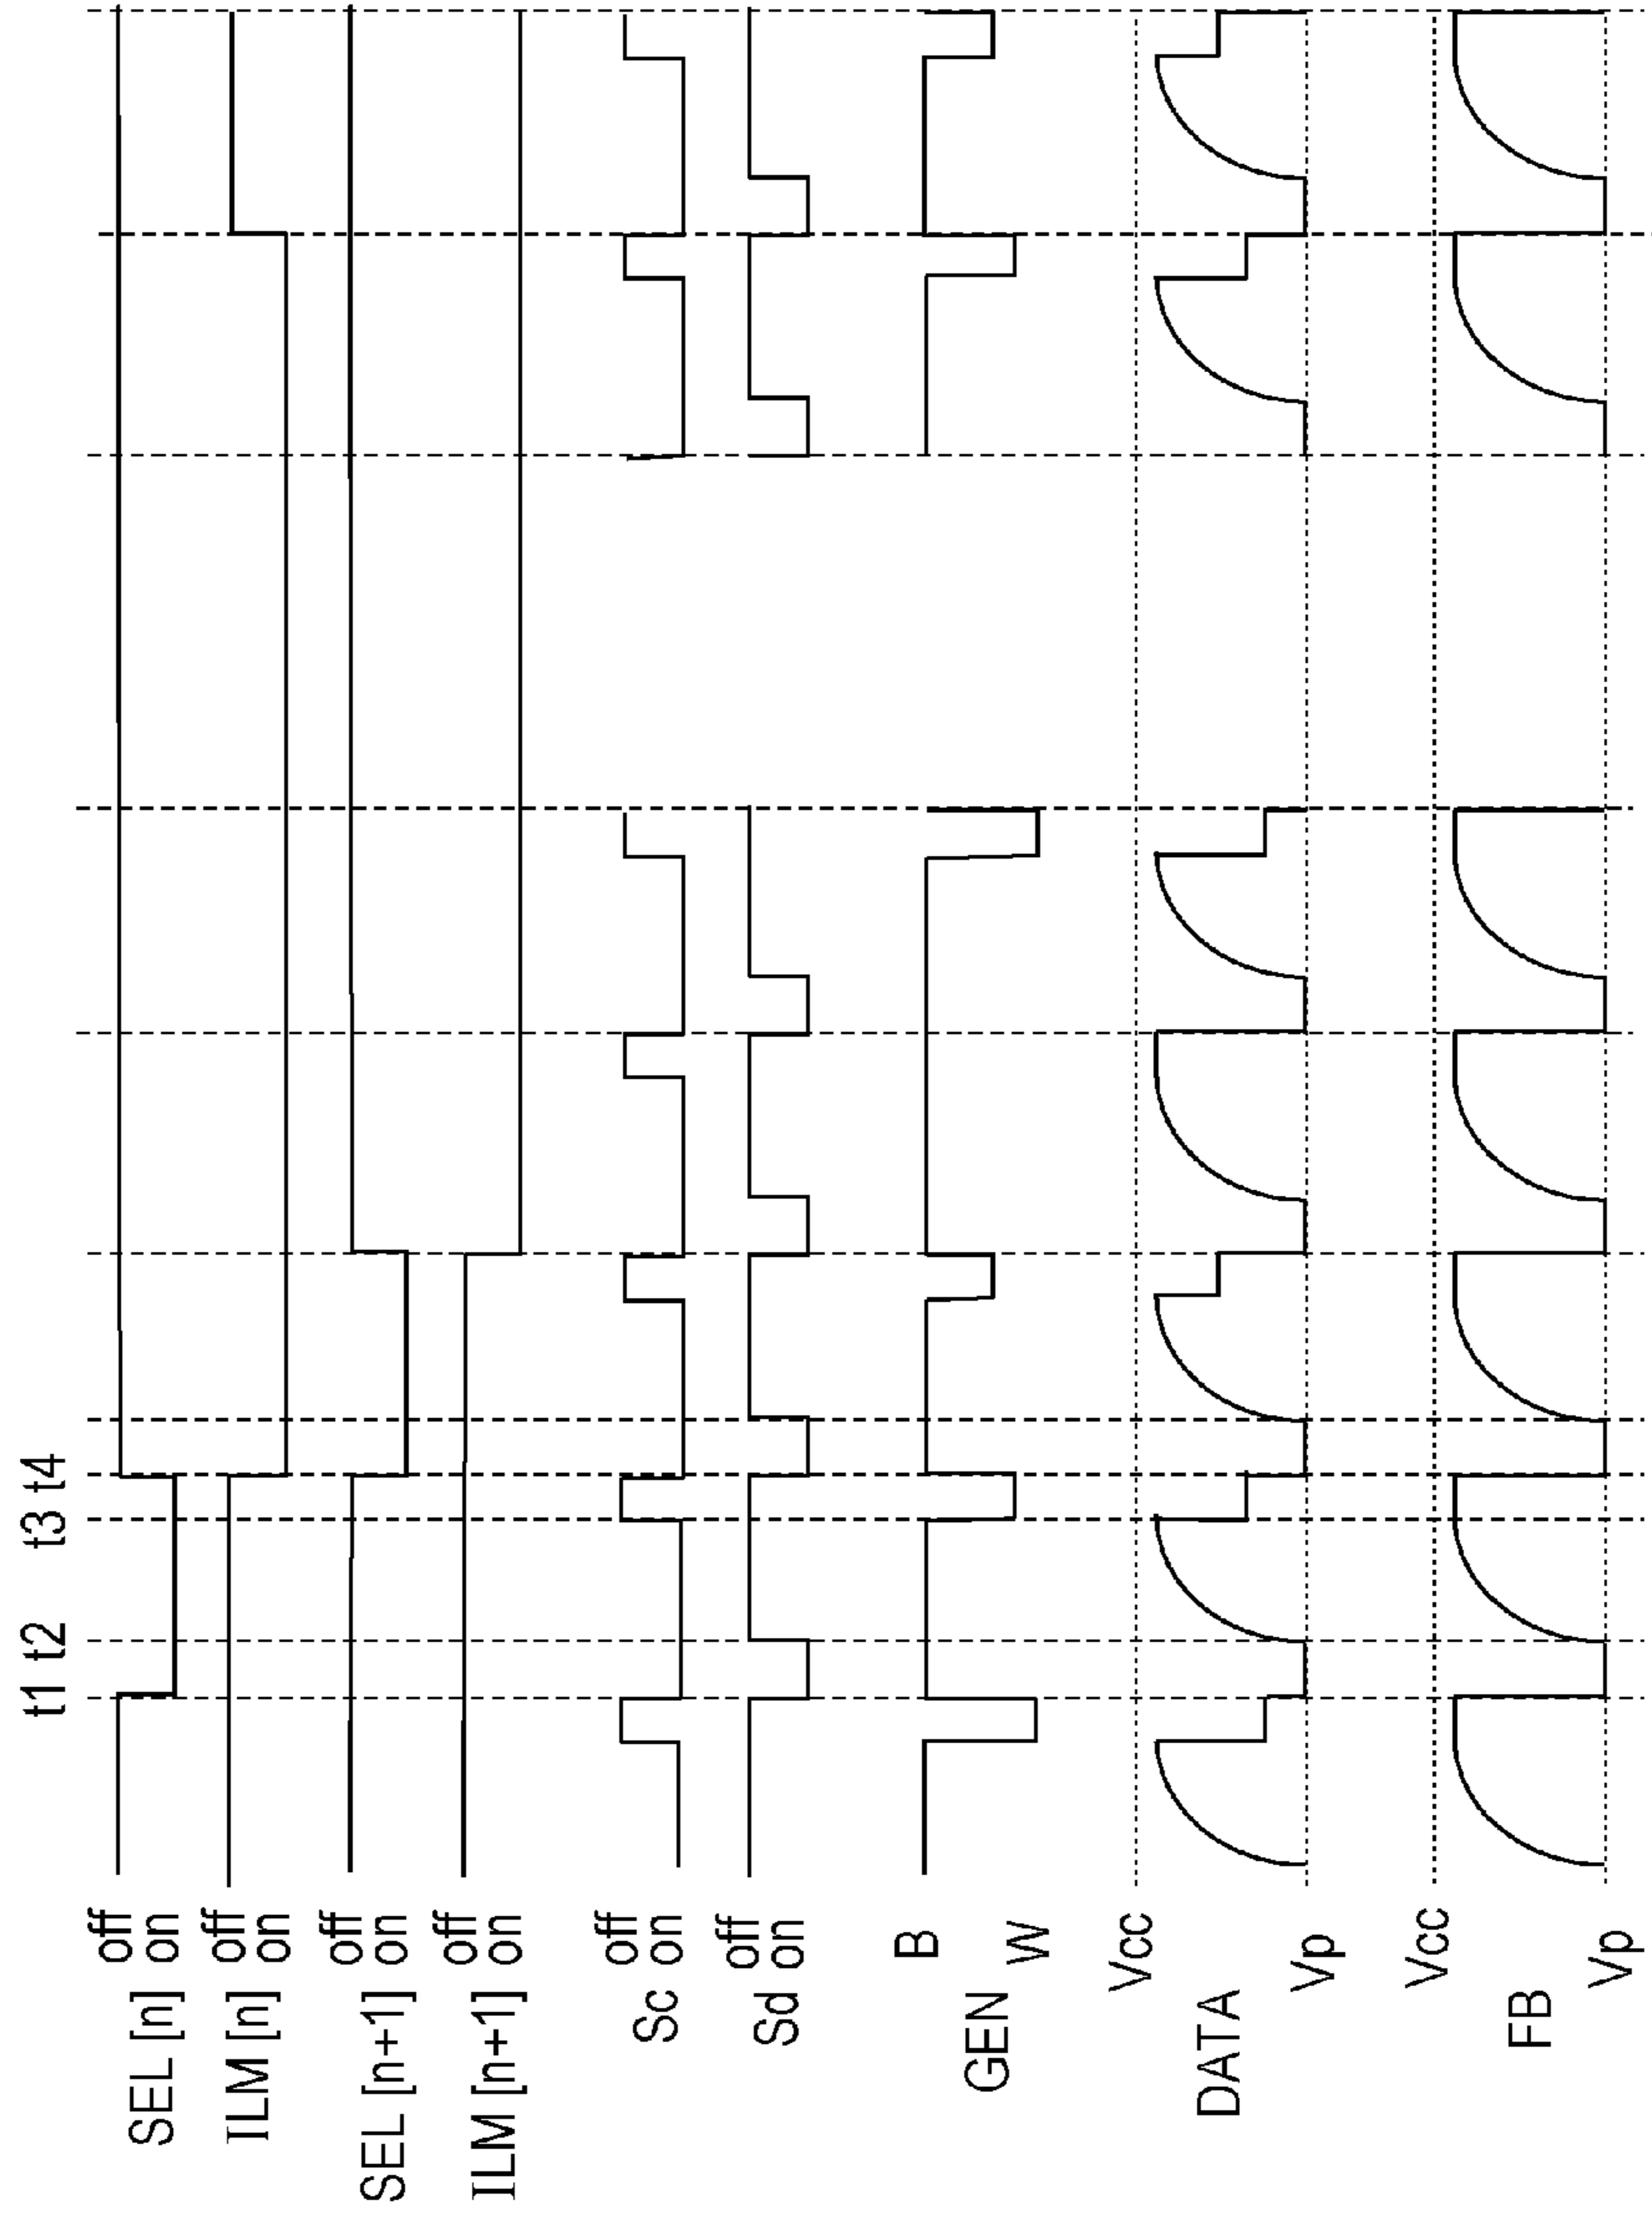 t1 t2 t3 t4
SEL [n] off
on
ILM [n] off
on
SEL [n+1] off
on
ILM [n+1] off
on
Sc off
on
Sd off
on
GEN B
W
DATA Vcc
Vp
FB Vcc
Vp